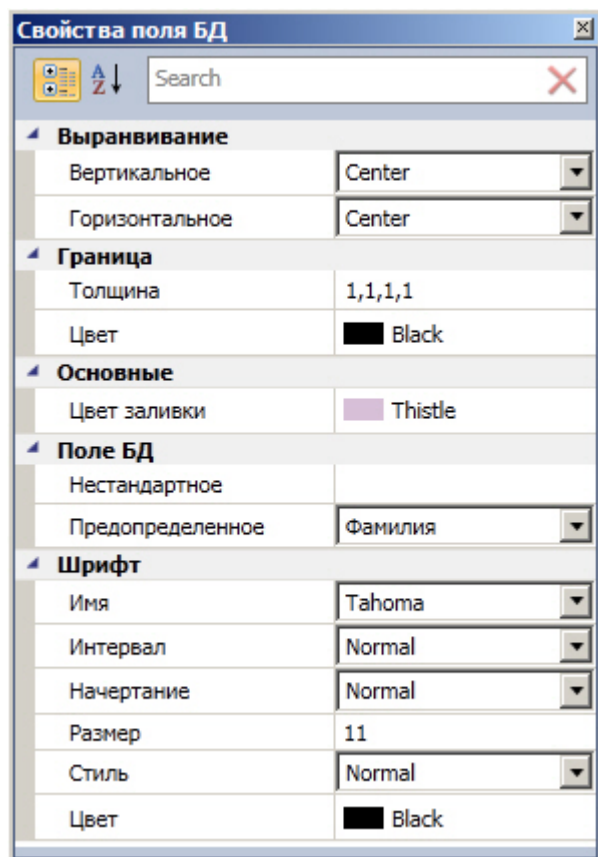 Свойства поля БД
A
Z
Search
Выранвивание
Вертикальное Center
Горизонтальное Center
Граница
Толщина 1,1,1,1
Цвет Black
Основные
Цвет заливки Thistle
Поле БД
Нестандартное
Предопределенное Фамилия
Шрифт
Имя Tahoma
Интервал Normal
Начертание Normal
Размер 11
Стиль Normal
Цвет Black